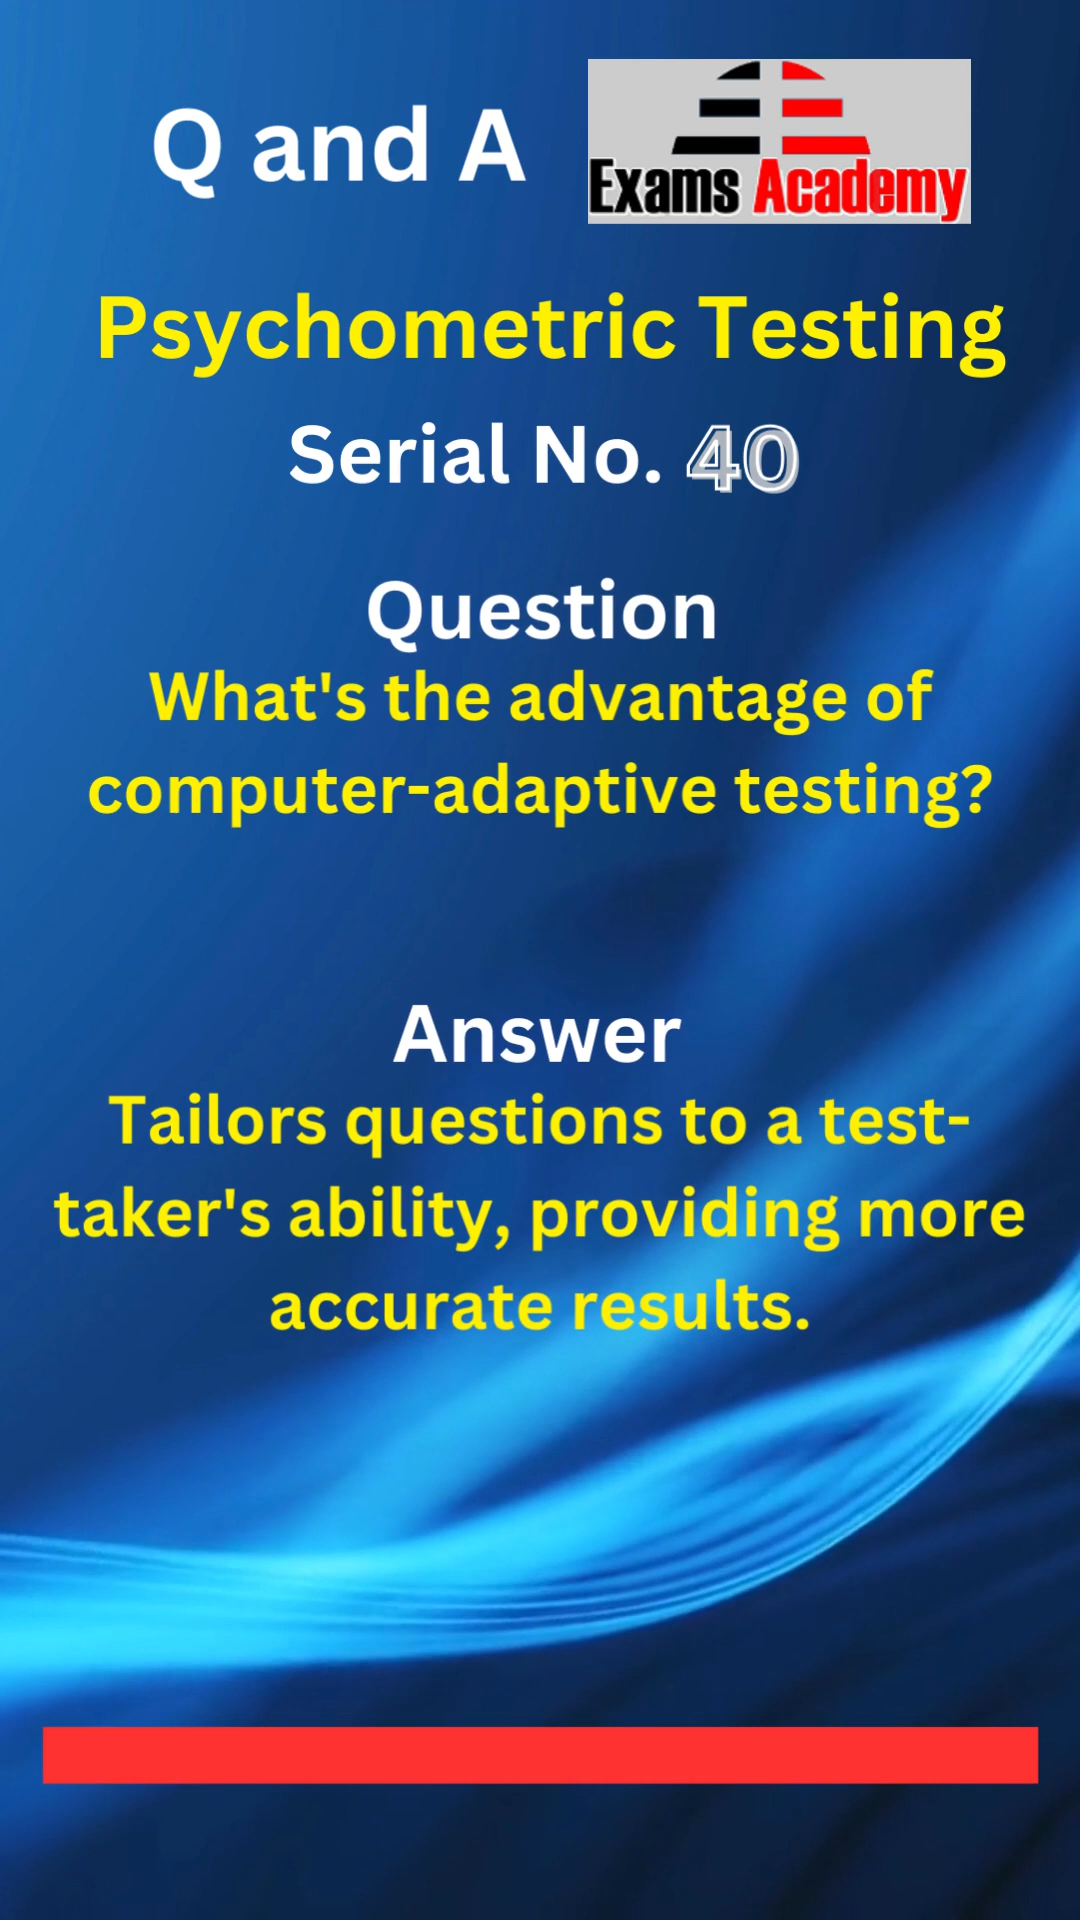 Q and A
Exams Academy
Psychometric Testing
Serial No. 40
Question
What's the advantage of
computer-adaptive testing?
Answer
Tailors questions to a test-
taker's ability, providing more
accurate results.